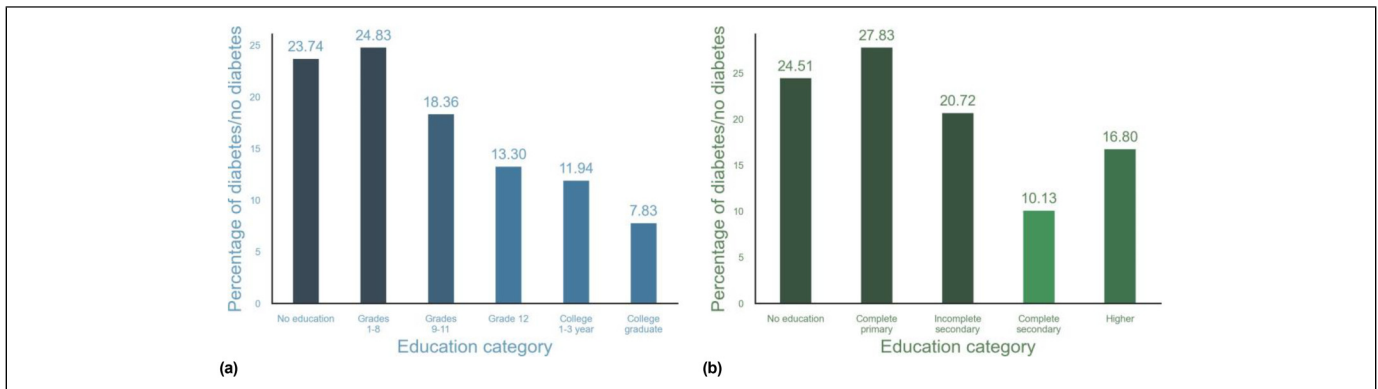 Percentage of diabetes/no diabetes
25
20
15
10
5
0
23.74
24.83
18.36
13.30
11.94
7.83
No education
Grades
1-8
Grades
9-11
Grade 12
College
1-3 year
College
graduate
Education category
(a)
Percentage of diabetes/no diabetes
25
20
15
10
5
0
24.51
27.83
20.72
10.13
16.80
No education
Complete
primary
Incomplete
secondary
Complete
secondary
Higher
Education category
(b)